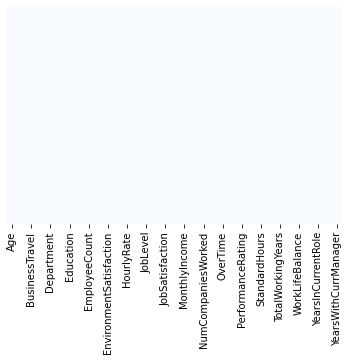 Age
BusinessTravel
Department
Education
EmployeeCount
EnvironmentSatisfaction
HourlyRate
JobLevel
JobSatisfaction
MonthlyIncome
NumCompaniesWorked
OverTime
PerformanceRating
StandardHours
TotalWorkingYears
WorkLifeBalance
YearsInCurrentRole
YearsWithCurrManager